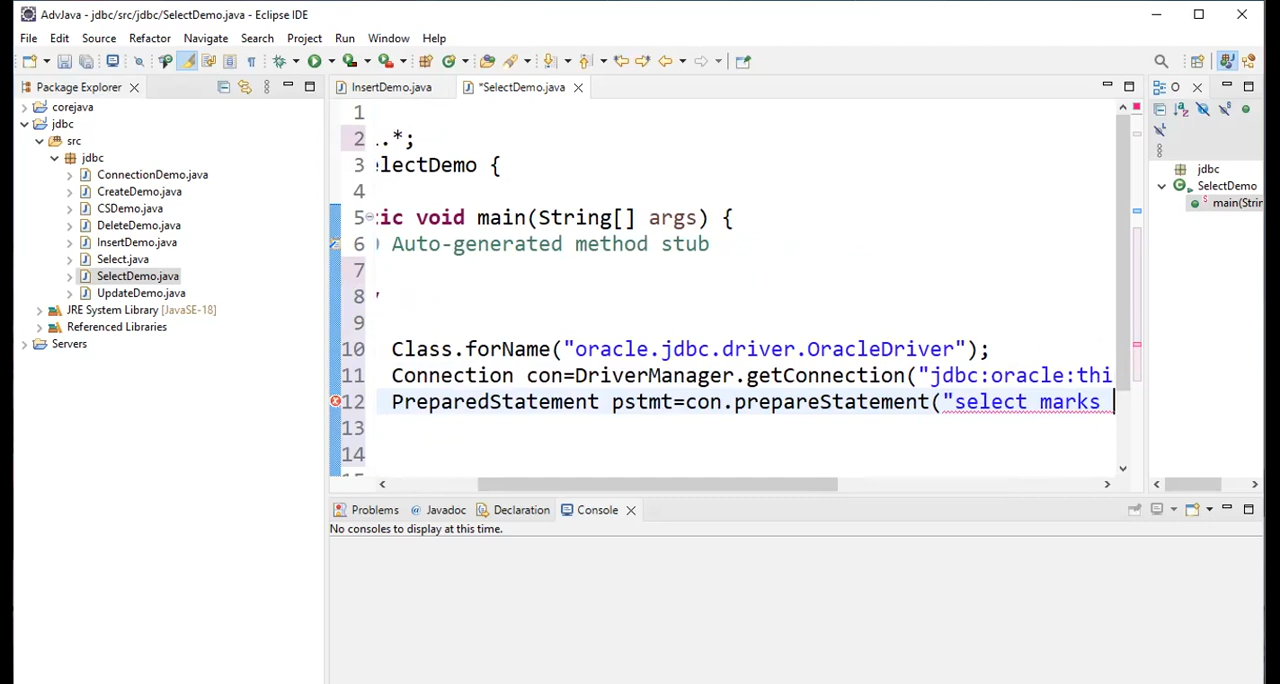 AdvJava - jdbc/src/jdbc/SelectDemo.java - Eclipse IDE
File Edit Source Refactor Navigate Search Project Run Window Help
Package Explorer
InsertDemo.java
*SelectDemo.java
corejava
jdbc
src
jdbc
ConnectionDemo.java
CreateDemo.java
CSDemo.java
DeleteDemo.java
InsertDemo.java
Select.java
SelectDemo.java
UpdateDemo.java
JRE System Library [JavaSE-18]
Referenced Libraries
Servers
1
2 .*;
3 electDemo {
4
5 ic void main(String[] args) {
6 Auto-generated method stub
7
8
9
10 Class.forName("oracle.jdbc.driver.OracleDriver");
11 Connection con=DriverManager.getConnection("jdbc:oracle:thi
12 PreparedStatement pstmt=con.prepareStatement("select marks
13
14
jdbc
SelectDemo
main(Strin
Problems Javadoc Declaration Console
No consoles to display at this time.